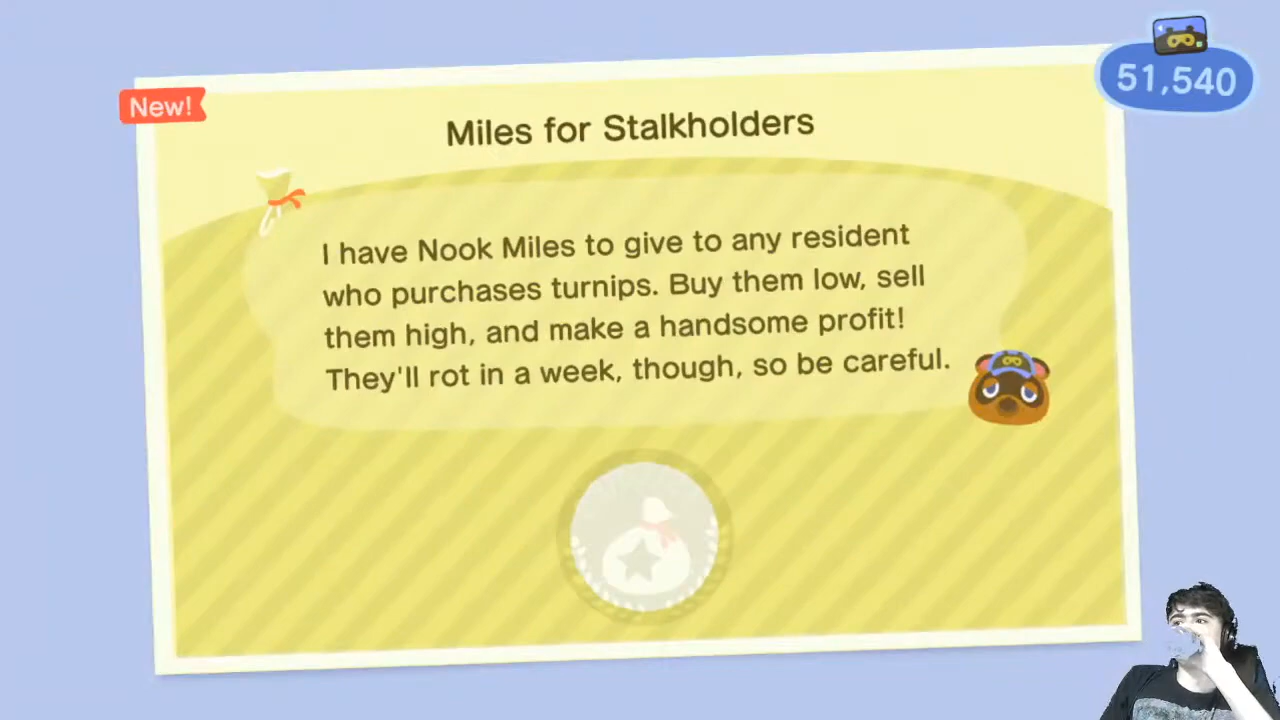 New!
51,540
Miles for Stalkholders
I have Nook Miles to give to any resident
who purchases turnips. Buy them low, sell
them high, and make a handsome profit!
They'll rot in a week, though, so be careful.